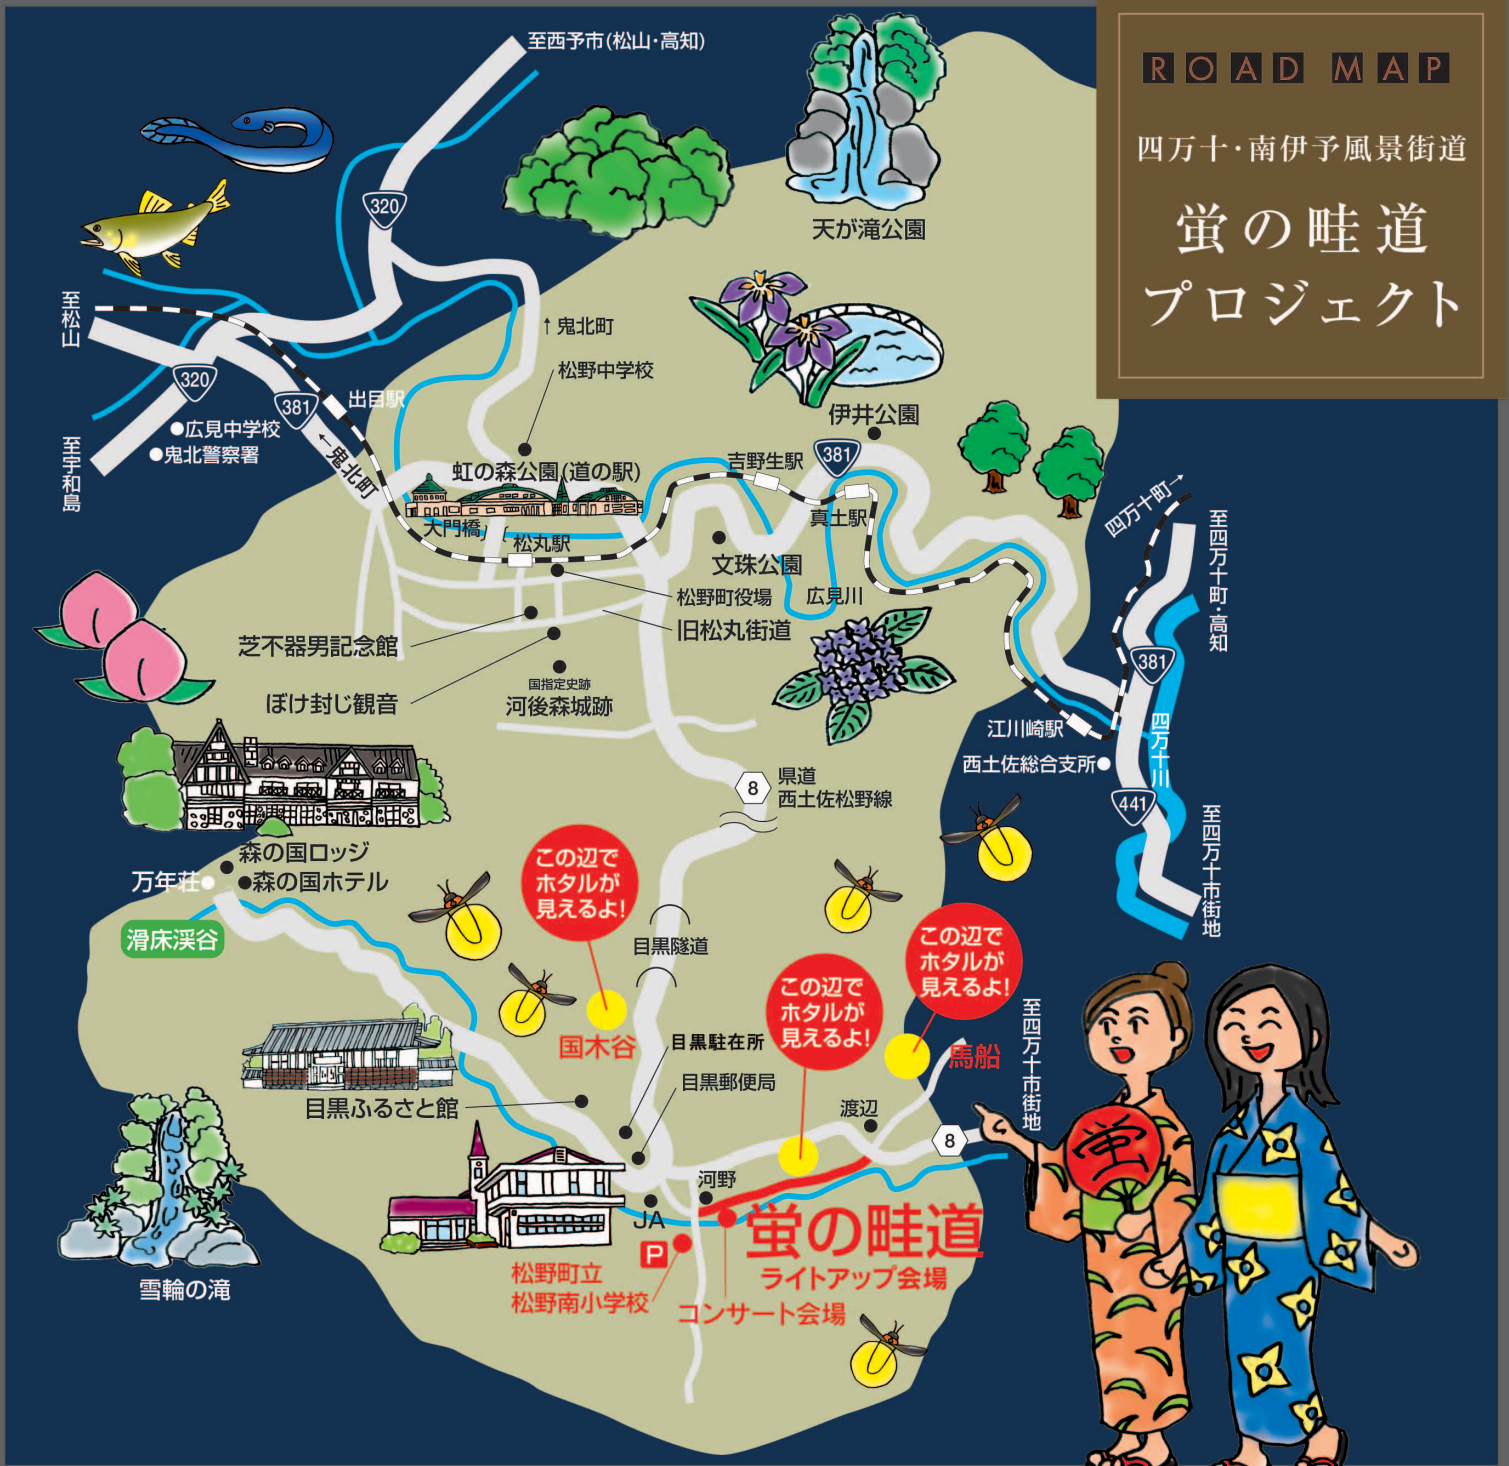 ROAD MAP
四万十・南伊予風景街道
蛍の畦道
プロジェクト
至西予市(松山・高知)
320
天が滝公園
至松山
↑鬼北町
松野中学校
320
381
出目駅
広見中学校
鬼北警察署
至宇和島
←鬼北町
伊井公園
虹の森公園(道の駅)
吉野生駅
381
大門橋
松丸駅
真土駅
文珠公園
松野町役場
広見川
旧松丸街道
芝不器男記念館
ぼけ封じ観音
国指定史跡
河後森城跡
四万十町→
至四万十町・高知
381
江川崎駅
四万十川
西土佐総合支所
441
至四万十市街地
8
県道
西土佐松野線
森の国ロッジ
万年荘
森の国ホテル
滑床渓谷
この辺で
ホタルが
見えるよ!
目黒隧道
国木谷
この辺で
ホタルが
見えるよ!
この辺で
ホタルが
見えるよ!
馬船
至四万十市街地
目黒駐在所
目黒郵便局
目黒ふるさと館
渡辺
8
蛍
河野
JA
P
蛍の畦道
ライトアップ会場
松野町立
松野南小学校
コンサート会場
雪輪の滝